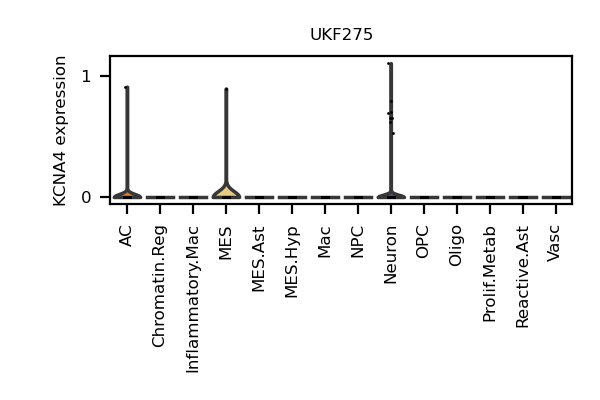 UKF275
KCNA4 expression
1
0
AC
Chromatin.Reg
Inflammatory.Mac
MES
MES.Ast
MES.Hyp
Mac
NPC
Neuron
OPC
Oligo
Prolif.Metab
Reactive.Ast
Vasc